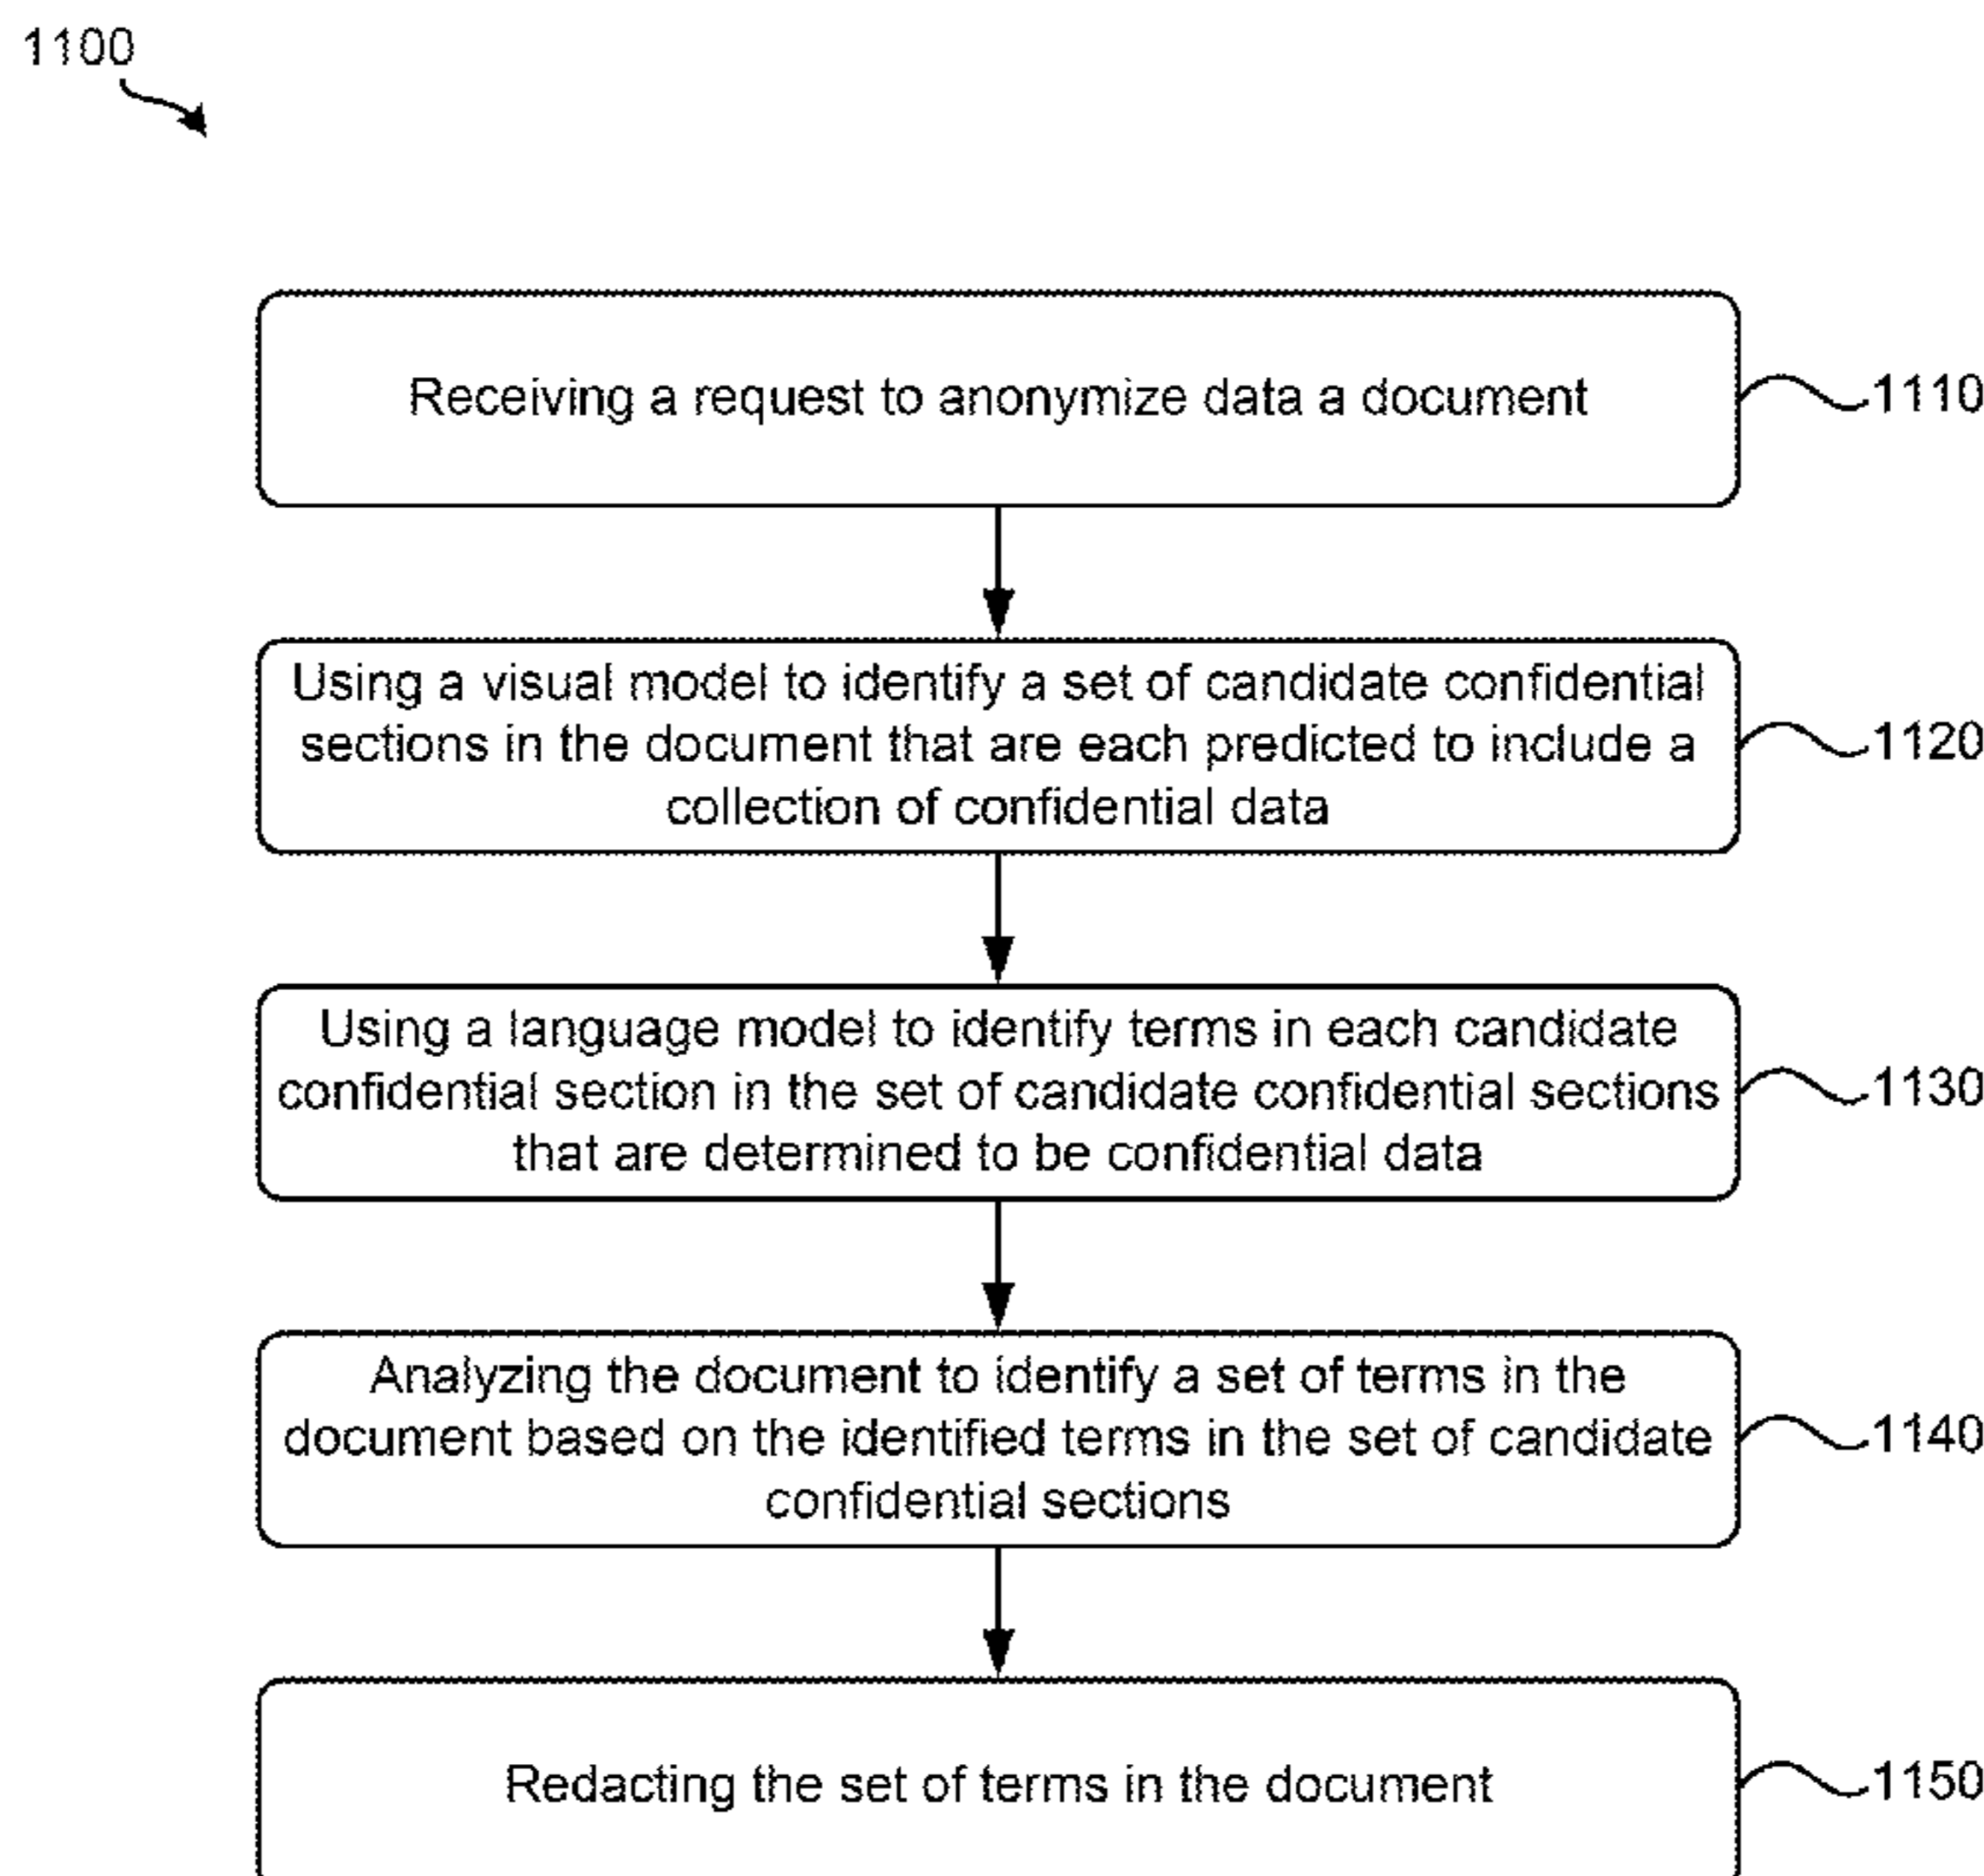 1100
Receiving a request to anonymize data a document
1110
Using a visual model to identify a set of candidate confidential
sections in the document that are each predicted to include a
collection of confidential data
1120
Using a language model to identify terms in each candidate
confidential section in the set of candidate confidential sections
that are determined to be confidential data
1130
Analyzing the document to identify a set of terms in the
document based on the identified terms in the set of candidate
confidential sections
1140
Redacting the set of terms in the document
1150